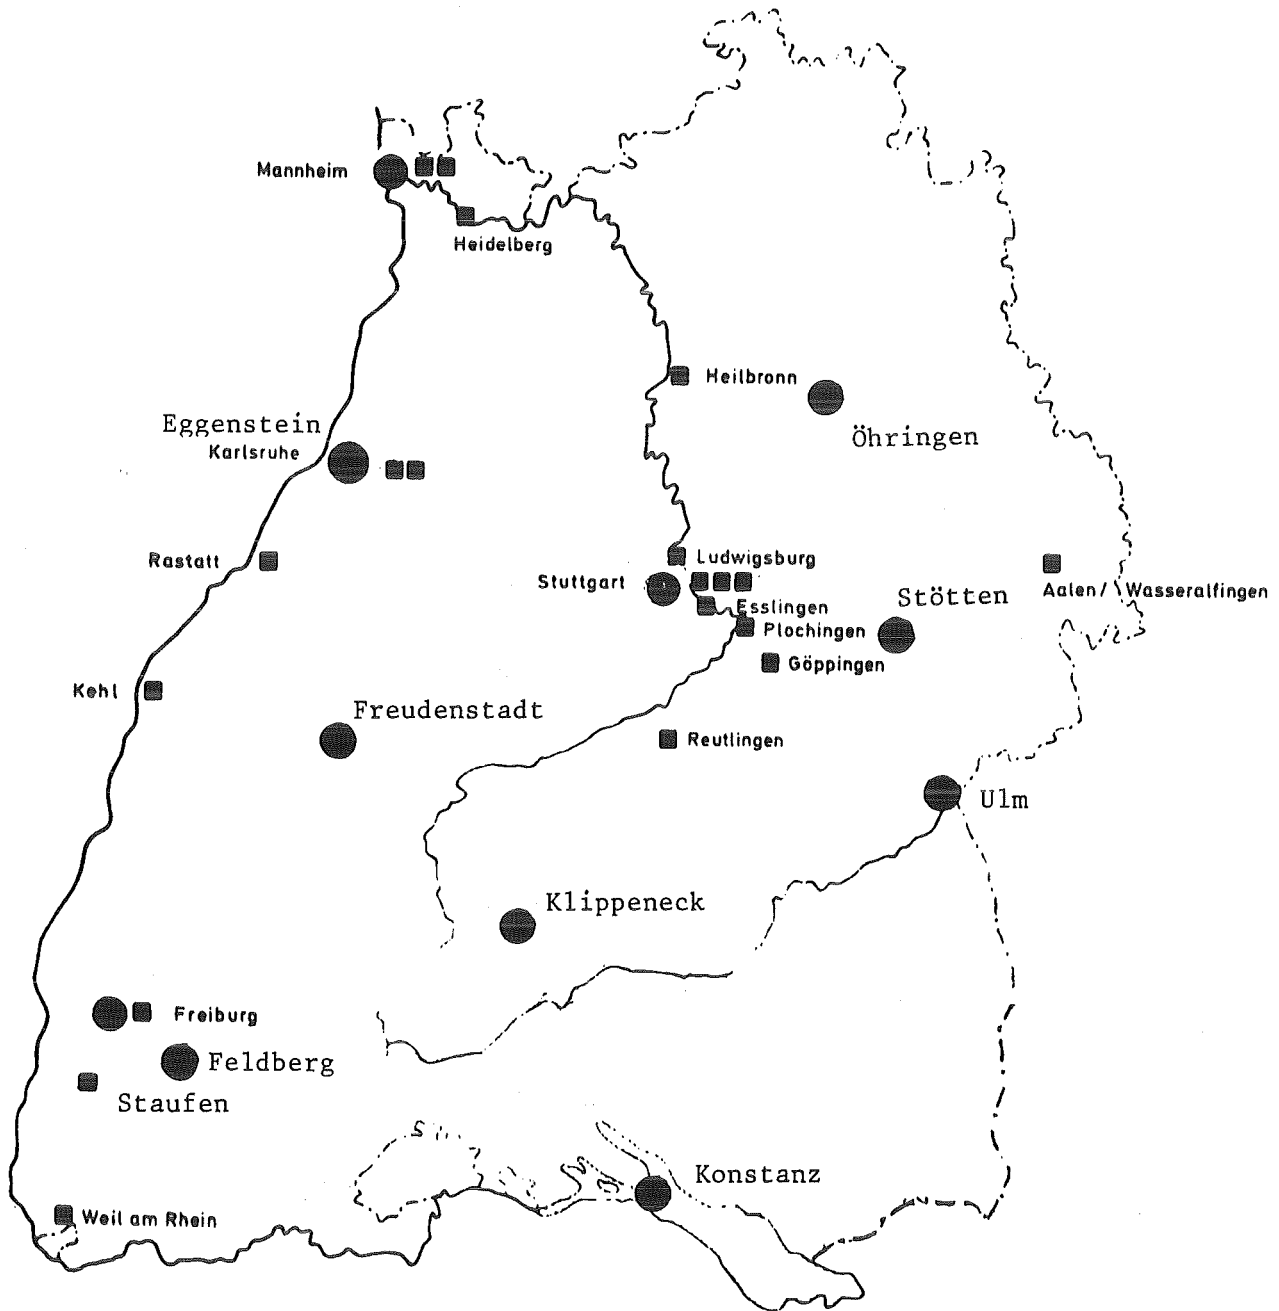 Mannheim
Heidelberg
Heilbronn
Eggenstein
Karlsruhe
Öhringen
Rastatt
Ludwigsburg
Stuttgart
Esslingen
Stötten
Aalen / Wasseralfingen
Plochingen
Göppingen
Kehl
Freudenstadt
Reutlingen
Ulm
Klippeneck
Freiburg
Feldberg
Staufen
Konstanz
Weil am Rhein